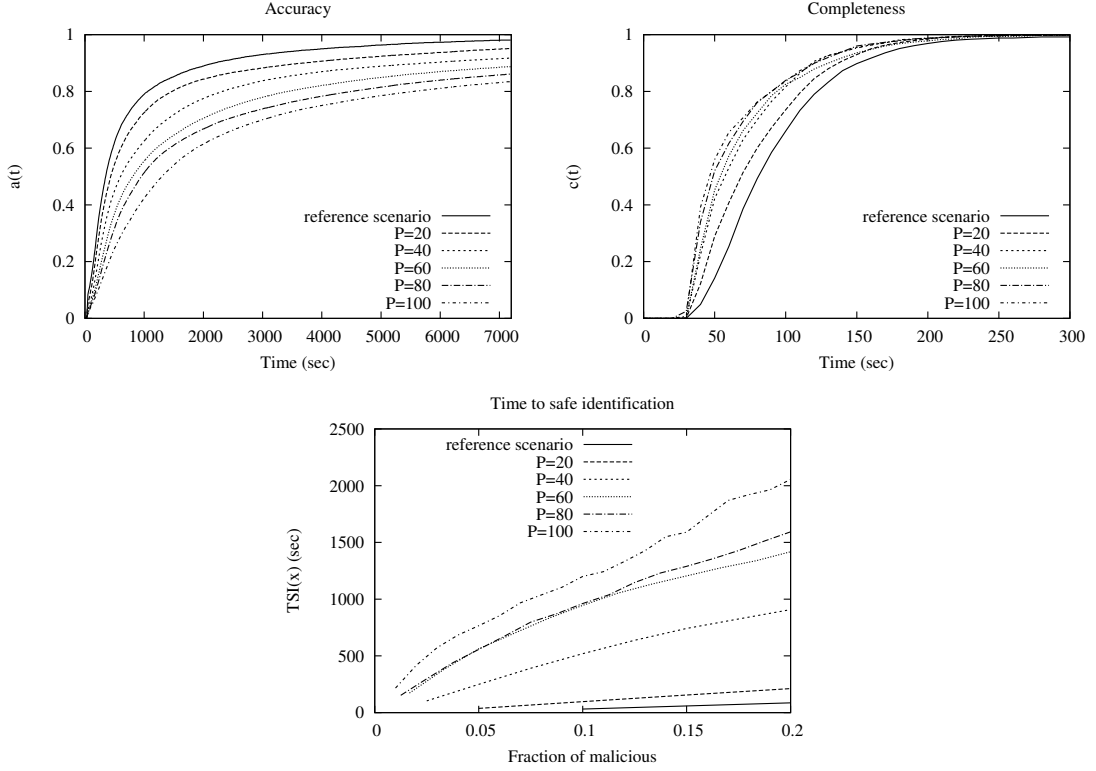 Accuracy
1
0.8
0.6
0.4
0.2
0
a(t)
reference scenario
P=20
P=40
P=60
P=80
P=100
0 1000 2000 3000 4000 5000 6000 7000
Time (sec)
Completeness
1
0.8
0.6
0.4
0.2
0
c(t)
reference scenario
P=20
P=40
P=60
P=80
P=100
0 50 100 150 200 250 300
Time (sec)
Time to safe identification
2500
2000
1500
1000
500
0
TSI(x) (sec)
reference scenario
P=20
P=40
P=60
P=80
P=100
0 0.05 0.1 0.15 0.2
Fraction of malicious